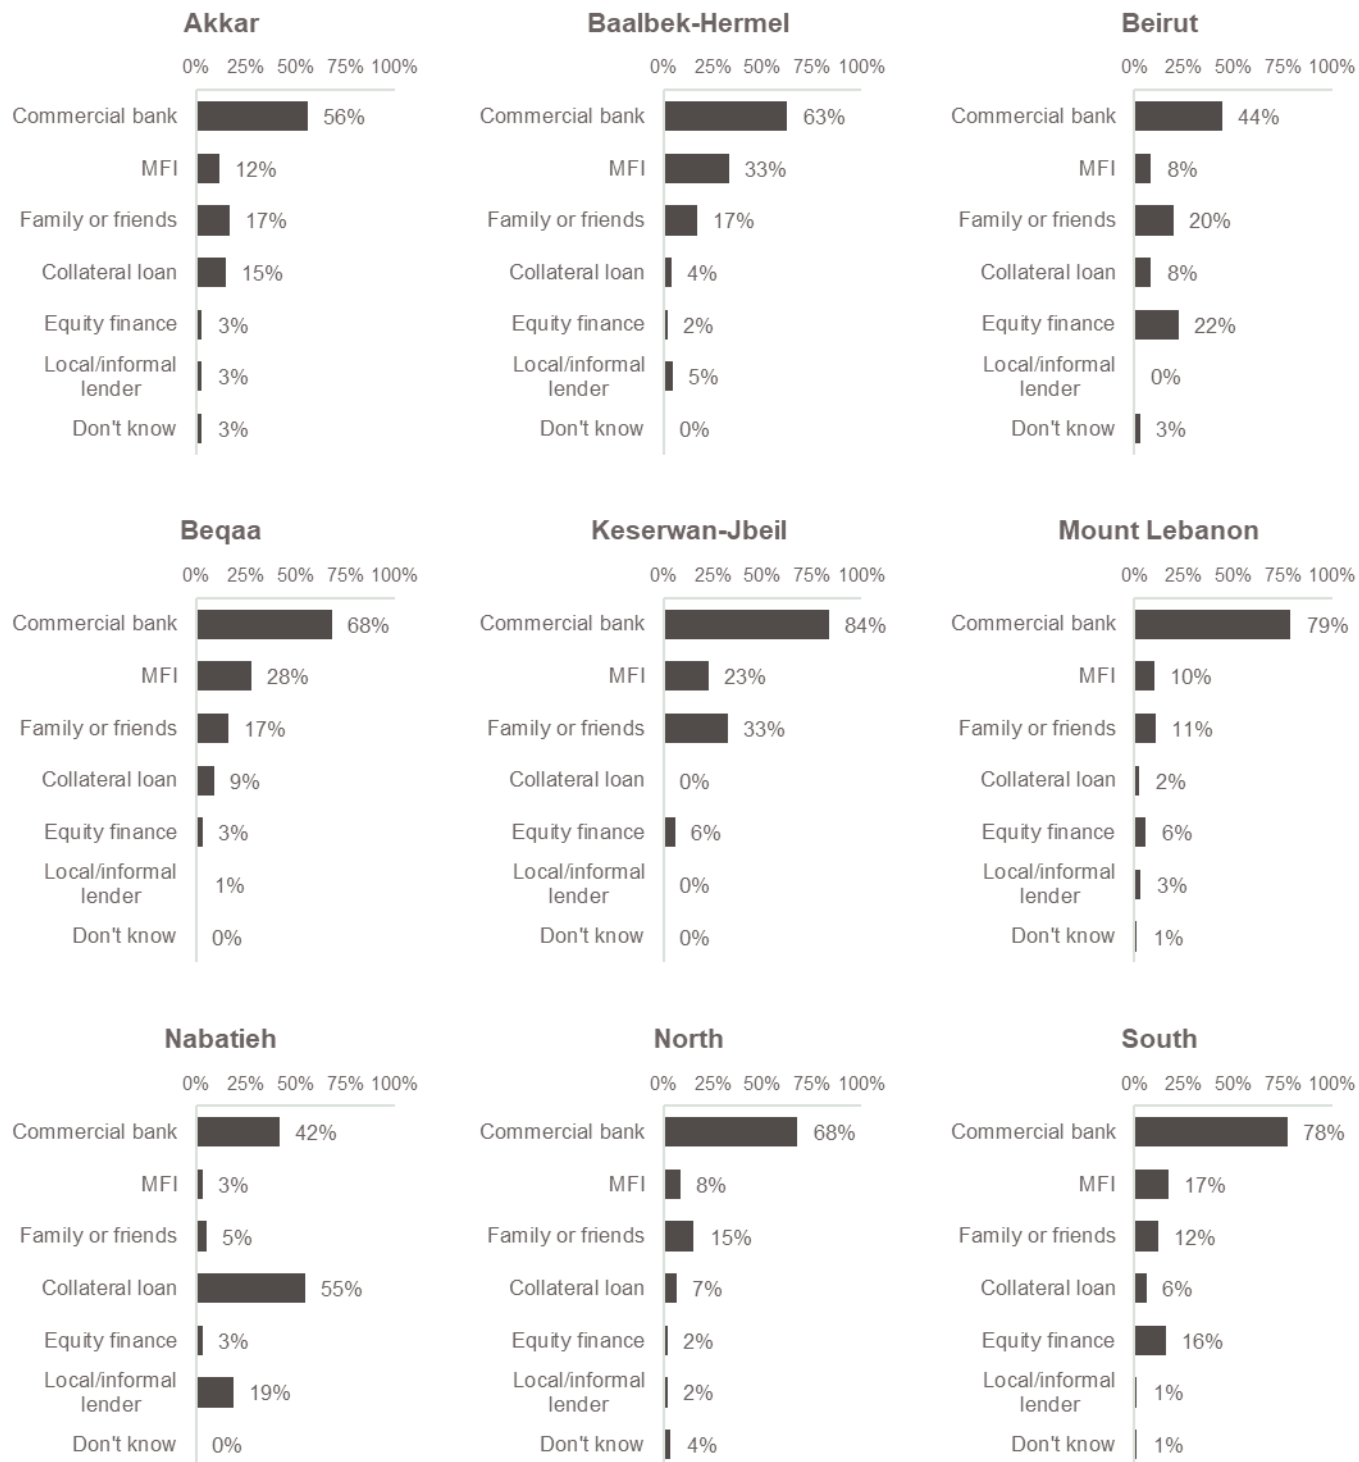 Akkar
0% 25% 50% 75% 100%
Commercial bank 56%
MFI 12%
Family or friends 17%
Collateral loan 15%
Equity finance 3%
Local/informal
lender 3%
Don't know 3%
Baalbek-Hermel
0% 25% 50% 75% 100%
Commercial bank 63%
MFI 33%
Family or friends 17%
Collateral loan 4%
Equity finance 2%
Local/informal
lender 5%
Don't know 0%
Beirut
0% 25% 50% 75% 100%
Commercial bank 44%
MFI 8%
Family or friends 20%
Collateral loan 8%
Equity finance 22%
Local/informal
lender 0%
Don't know 3%
Beqaa
0% 25% 50% 75% 100%
Commercial bank 68%
MFI 28%
Family or friends 17%
Collateral loan 9%
Equity finance 3%
Local/informal
lender 1%
Don't know 0%
Keserwan-Jbeil
0% 25% 50% 75% 100%
Commercial bank 84%
MFI 23%
Family or friends 33%
Collateral loan 0%
Equity finance 6%
Local/informal
lender 0%
Don't know 0%
Mount Lebanon
0% 25% 50% 75% 100%
Commercial bank 79%
MFI 10%
Family or friends 11%
Collateral loan 2%
Equity finance 6%
Local/informal
lender 3%
Don't know 1%
Nabatieh
0% 25% 50% 75% 100%
Commercial bank 42%
MFI 3%
Family or friends 5%
Collateral loan 55%
Equity finance 3%
Local/informal
lender 19%
Don't know 0%
North
0% 25% 50% 75% 100%
Commercial bank 68%
MFI 8%
Family or friends 15%
Collateral loan 7%
Equity finance 2%
Local/informal
lender 2%
Don't know 4%
South
0% 25% 50% 75% 100%
Commercial bank 78%
MFI 17%
Family or friends 12%
Collateral loan 6%
Equity finance 16%
Local/informal
lender 1%
Don't know 1%